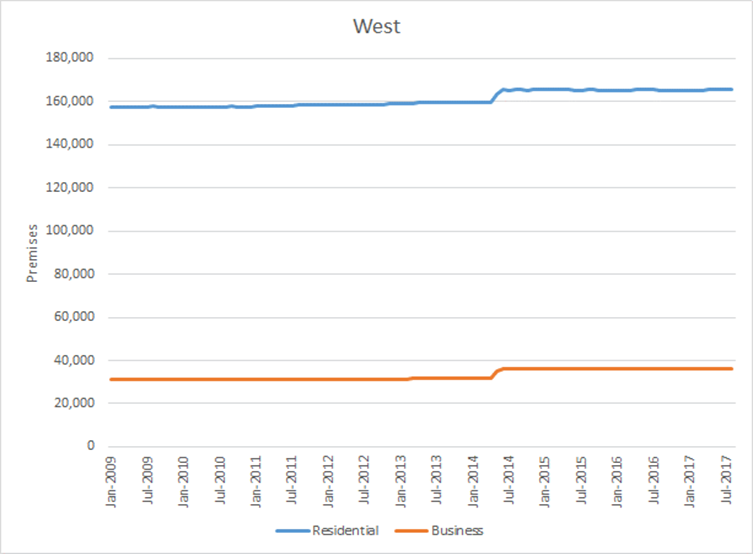 West
180,000
160,000
140,000
120,000
100,000
80,000
60,000
40,000
20,000
0
Premises
Jan-2009
Jul-2009
Jan-2010
Jul-2010
Jan-2011
Jul-2011
Jan-2012
Jul-2012
Jan-2013
Jul-2013
Jan-2014
Jul-2014
Jan-2015
Jul-2015
Jan-2016
Jul-2016
Jan-2017
Jul-2017
Residential Business